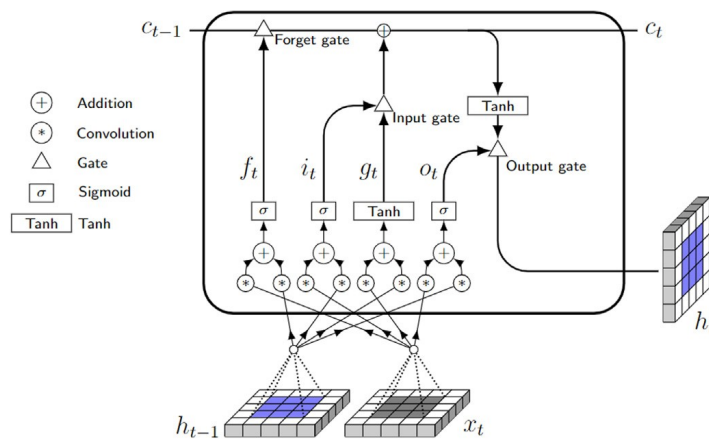 c_{t-1}
c_t
Forget gate
+
+ Addition
* Convolution
Gate
σ Sigmoid
Tanh Tanh
Tanh
Input gate
Output gate
f_t
i_t
g_t
o_t
σ
σ
Tanh
σ
+
+
+
+
*
*
*
*
*
*
*
*
h
h_{t-1}
x_t